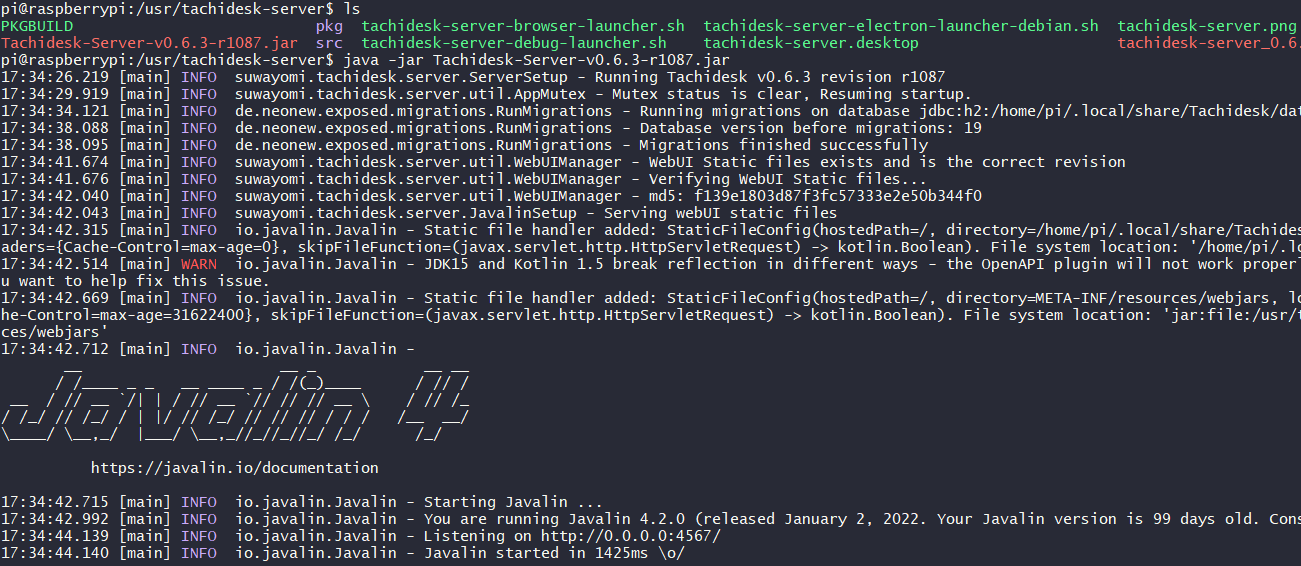 pi@raspberrypi:/usr/tachidesk-server$ ls
PKGBUILD pkg tachidesk-server-browser-launcher.sh tachidesk-server-electron-launcher-debian.sh tachidesk-server.png
Tachidesk-Server-v0.6.3-r1087.jar src tachidesk-server-debug-launcher.sh tachidesk-server.desktop tachidesk-server_0.6.
pi@raspberrypi:/usr/tachidesk-server$ java -jar Tachidesk-Server-v0.6.3-r1087.jar
17:34:26.219 [main] INFO suwayomi.tachidesk.server.ServerSetup - Running Tachidesk v0.6.3 revision r1087
17:34:29.919 [main] INFO suwayomi.tachidesk.server.util.AppMutex - Mutex status is clear, Resuming startup.
17:34:34.121 [main] INFO de.neonew.exposed.migrations.RunMigrations - Running migrations on database jdbc:h2:/home/pi/.local/share/Tachidesk/dat
17:34:38.088 [main] INFO de.neonew.exposed.migrations.RunMigrations - Database version before migrations: 19
17:34:38.095 [main] INFO de.neonew.exposed.migrations.RunMigrations - Migrations finished successfully
17:34:41.674 [main] INFO suwayomi.tachidesk.server.util.WebUIManager - WebUI Static files exists and is the correct revision
17:34:41.676 [main] INFO suwayomi.tachidesk.server.util.WebUIManager - Verifying WebUI Static files...
17:34:42.040 [main] INFO suwayomi.tachidesk.server.util.WebUIManager - md5: f139e1803d87f3fc57333e2e50b344f0
17:34:42.043 [main] INFO suwayomi.tachidesk.server.JavalinSetup - Serving webUI static files
17:34:42.315 [main] INFO io.javalin.Javalin - Static file handler added: StaticFileConfig(hostedPath=/, directory=/home/pi/.local/share/Tachides
aders={Cache-Control=max-age=0}, skipFileFunction=(javax.servlet.http.HttpServletRequest) -> kotlin.Boolean). File system location: '/home/pi/.lo
17:34:42.514 [main] WARN io.javalin.Javalin - JDK15 and Kotlin 1.5 break reflection in different ways - the OpenAPI plugin will not work properl
u want to help fix this issue.
17:34:42.669 [main] INFO io.javalin.Javalin - Static file handler added: StaticFileConfig(hostedPath=/, directory=META-INF/resources/webjars, lo
he-Control=max-age=31622400}, skipFileFunction=(javax.servlet.http.HttpServletRequest) -> kotlin.Boolean). File system location: 'jar:file:/usr/t
ces/webjars'
17:34:42.712 [main] INFO io.javalin.Javalin -
Javalin 4
https://javalin.io/documentation
17:34:42.715 [main] INFO io.javalin.Javalin - Starting Javalin ...
17:34:42.992 [main] INFO io.javalin.Javalin - You are running Javalin 4.2.0 (released January 2, 2022. Your Javalin version is 99 days old. Cons
17:34:44.139 [main] INFO io.javalin.Javalin - Listening on http://0.0.0.0:4567/
17:34:44.140 [main] INFO io.javalin.Javalin - Javalin started in 1425ms \o/